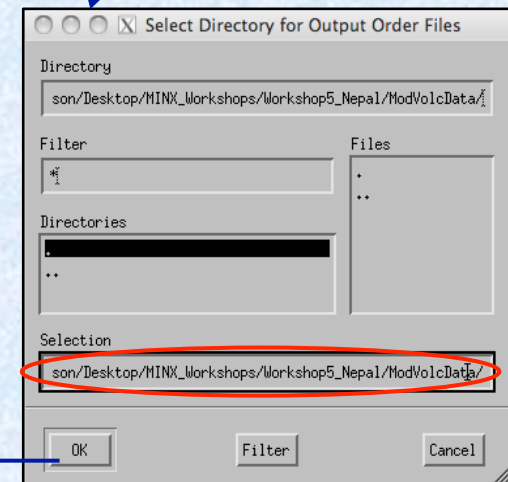 X Select Directory for Output Order Files
Directory
son/Desktop/MINX_Workshops/Workshop5_Nepal/ModVolcData/
Filter
Files
*
.
..
Directories
.
..
Selection
son/Desktop/MINX_Workshops/Workshop5_Nepal/ModVolcData/
OK
Filter
Cancel